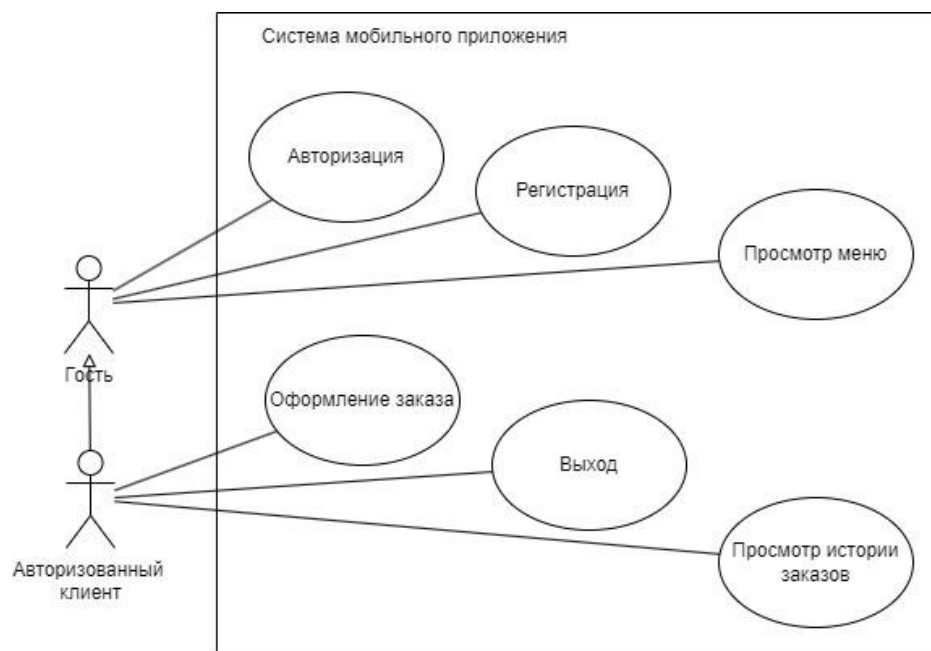 Система мобильного приложения
Авторизация
Регистрация
Просмотр меню
Гость
Оформление заказа
Выход
Просмотр истории
заказов
Авторизованный
клиент